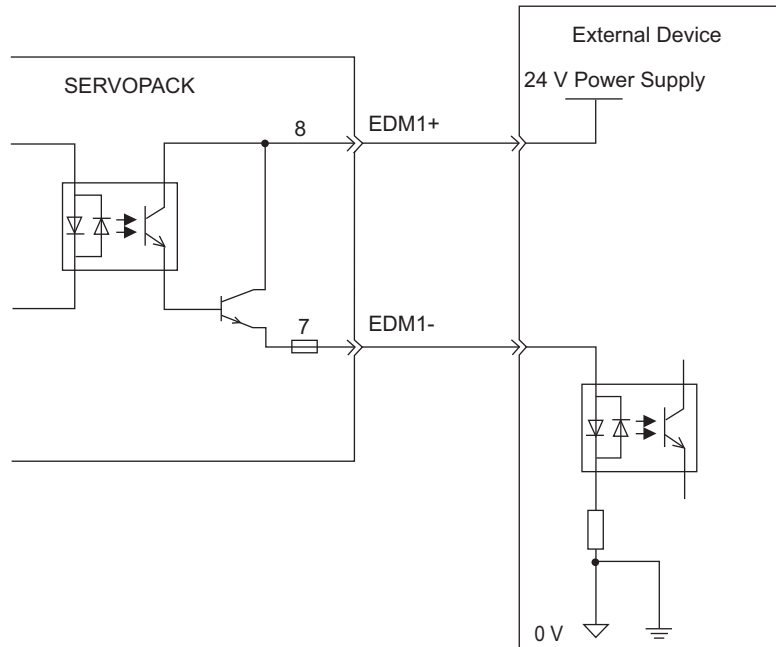 External Device
SERVOPACK
24 V Power Supply
8
EDM1+
7
EDM1-
0 V